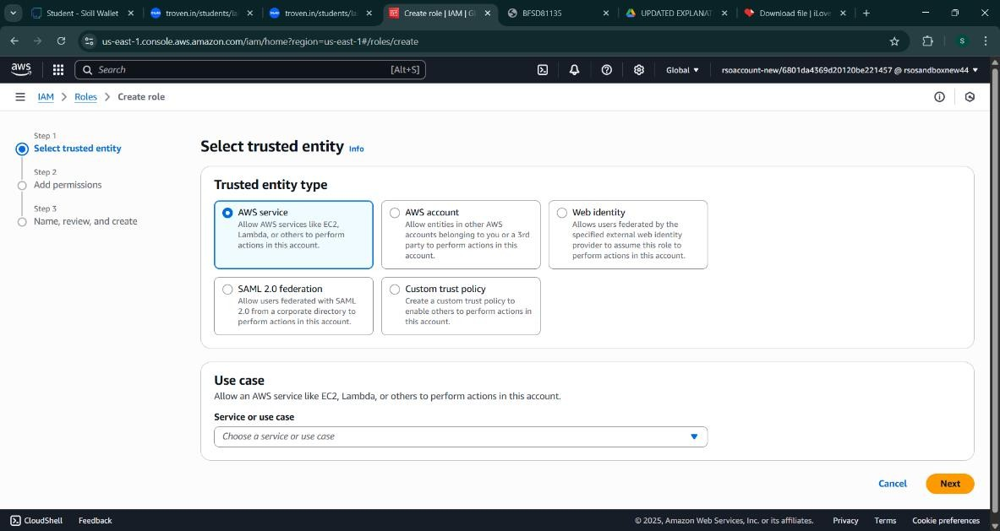 Student - Skill Wallet
troven.in/students/la
troven.in/students/la
Create role | IAM | Gl
BFSD81135
UPDATED EXPLANAT
Download file | iLove
us-east-1.console.aws.amazon.com/iam/home?region=us-east-1#/roles/create
S
aws
Search
[Alt+S]
Global
rsoaccount-new/6801da4369d20120be221457 @ rsosandboxnew44
IAM
Roles
Create role
Step 1
Select trusted entity
Step 2
Add permissions
Step 3
Name, review, and create
Select trusted entity Info
Trusted entity type
AWS service
Allow AWS services like EC2,
Lambda, or others to perform
actions in this account.
AWS account
Allow entities in other AWS
accounts belonging to you or a 3rd
party to perform actions in this
account.
Web identity
Allows users federated by the
specified external web identity
provider to assume this role to
perform actions in this account.
SAML 2.0 federation
Allow users federated with SAML
2.0 from a corporate directory to
perform actions in this account.
Custom trust policy
Create a custom trust policy to
enable others to perform actions in
this account.
Use case
Allow an AWS service like EC2, Lambda, or others to perform actions in this account.
Service or use case
Choose a service or use case
Cancel
Next
CloudShell
Feedback
© 2025, Amazon Web Services, Inc. or its affiliates.
Privacy
Terms
Cookie preferences